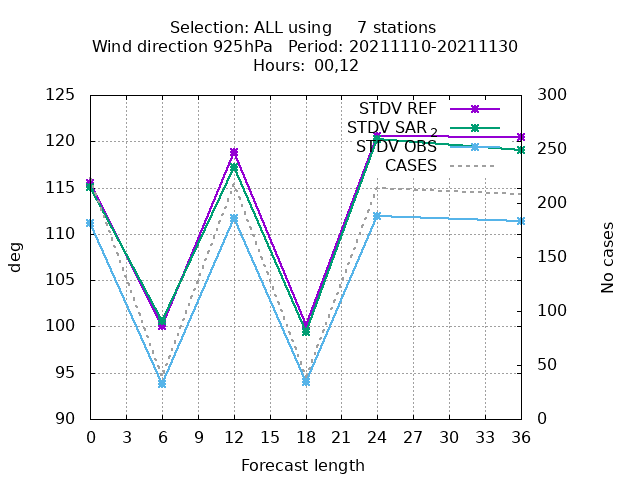 Selection: ALL using     7 stations
Wind direction 925hPa   Period: 20211110-20211130
Hours:  00,12
STDV REF
STDV SAR 2
STDV OBS
CASES
125
120
115
110
105
100
95
90
300
250
200
150
100
50
0
deg
No cases
0 3 6 9 12 15 18 21 24 27 30 33 36
Forecast length